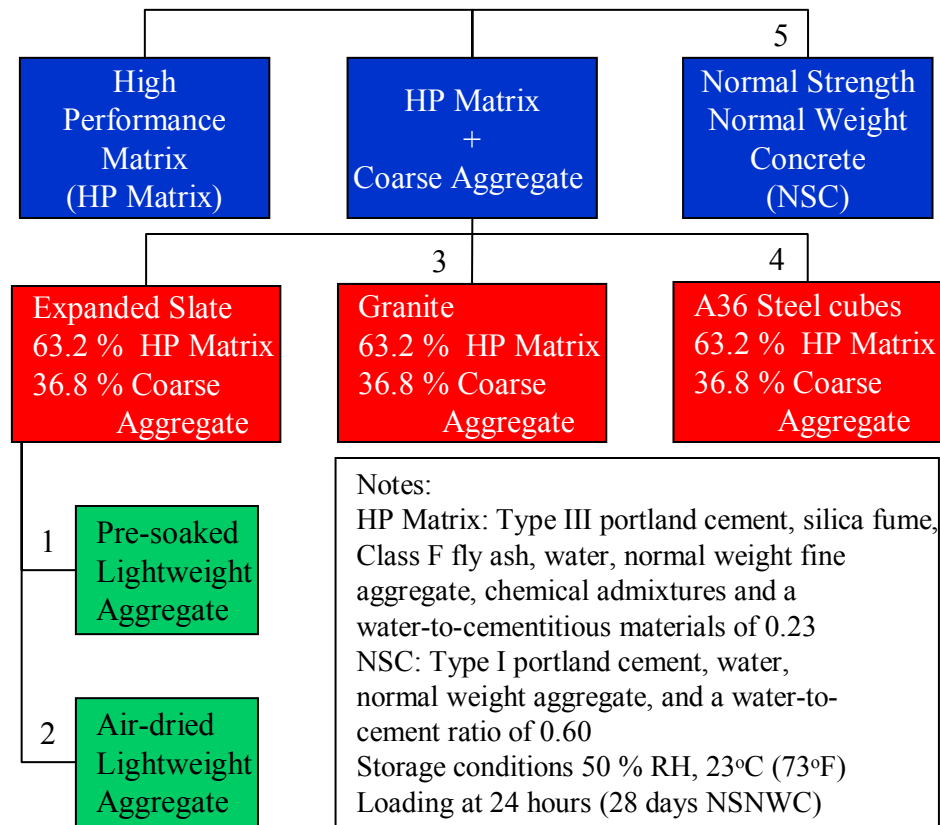 5
High
Performance
Matrix
(HP Matrix)
HP Matrix
+
Coarse Aggregate
Normal Strength
Normal Weight
Concrete
(NSC)
3
4
Expanded Slate
63.2 % HP Matrix
36.8 % Coarse
Aggregate
Granite
63.2 % HP Matrix
36.8 % Coarse
Aggregate
A36 Steel cubes
63.2 % HP Matrix
36.8 % Coarse
Aggregate
1
Pre-soaked
Lightweight
Aggregate
2
Air-dried
Lightweight
Aggregate
Notes:
HP Matrix: Type III portland cement, silica fume,
Class F fly ash, water, normal weight fine
aggregate, chemical admixtures and a
water-to-cementitious materials of 0.23
NSC: Type I portland cement, water,
normal weight aggregate, and a water-to-
cement ratio of 0.60
Storage conditions 50 % RH, 23°C (73°F)
Loading at 24 hours (28 days NSNWC)